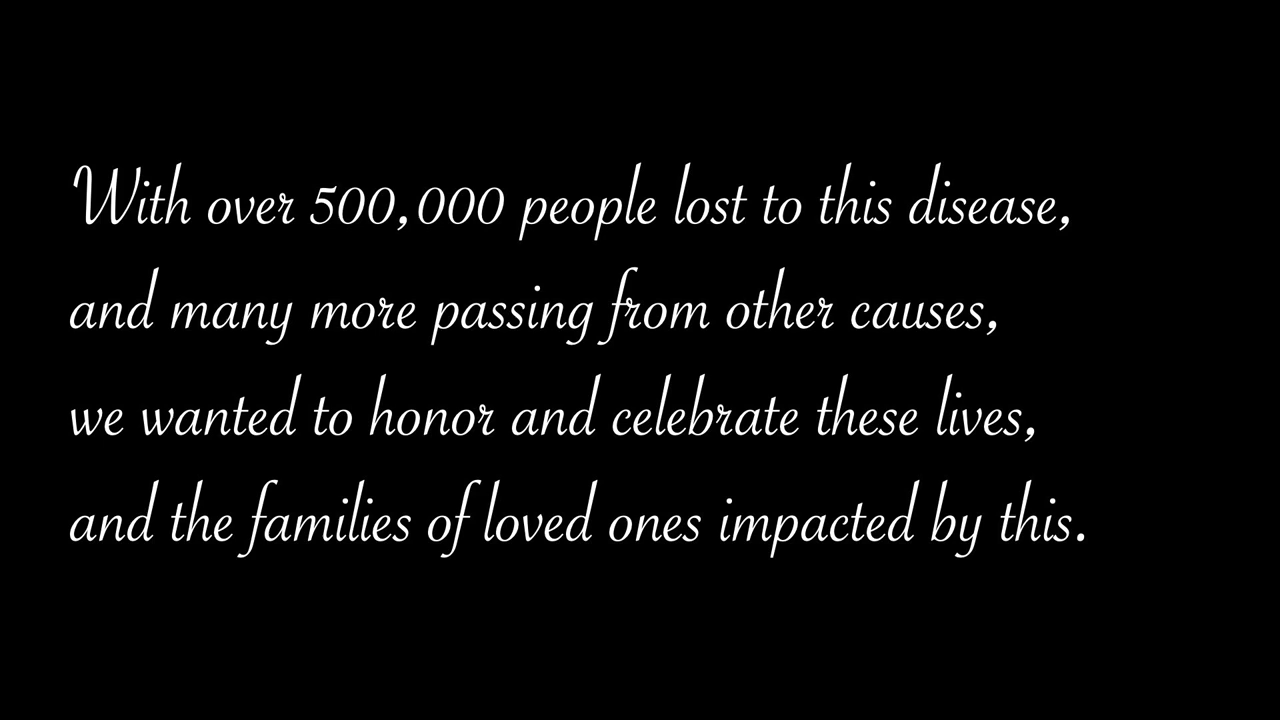 With over 500,000 people lost to this disease,
and many more passing from other causes,
we wanted to honor and celebrate these lives,
and the families of loved ones impacted by this.